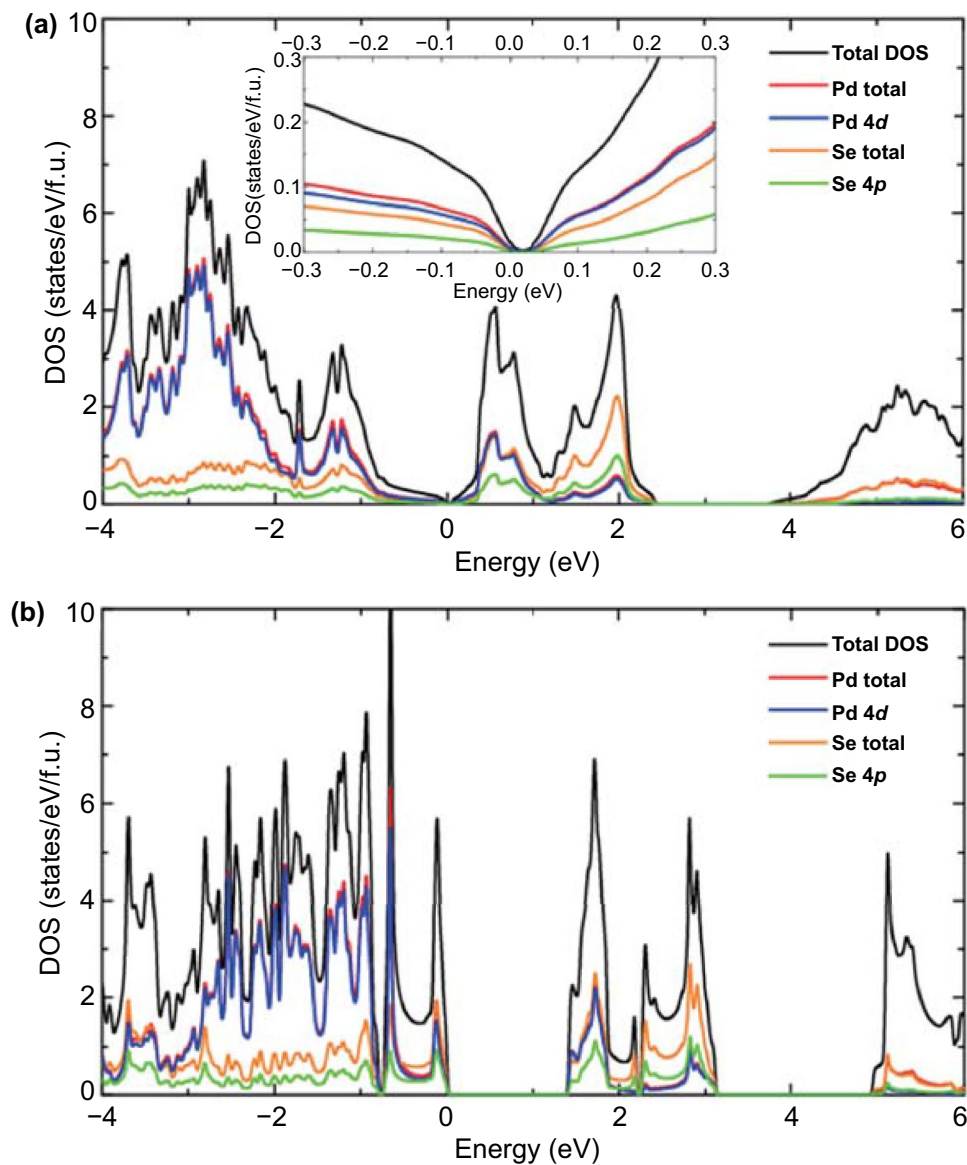 (a)
10
8
6
4
2
0
DOS (states/eV/f.u.)
−4
−2
0
2
4
6
Energy (eV)
−0.3
−0.2
−0.1
0.0
0.1
0.2
0.3
0.3
0.2
0.1
0.0
DOS(states/eV/f.u.)
−0.3
−0.2
−0.1
0.0
0.1
0.2
0.3
Energy (eV)
Total DOS
Pd total
Pd 4d
Se total
Se 4p
(b)
10
8
6
4
2
0
DOS (states/eV/f.u.)
−4
−2
0
2
4
6
Energy (eV)
Total DOS
Pd total
Pd 4d
Se total
Se 4p